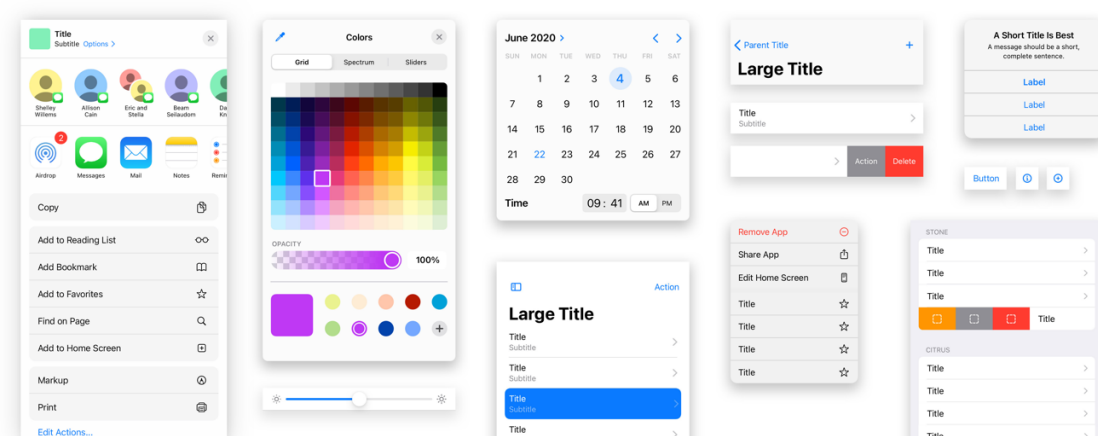 Title
Subtitle Options >
Shelley
Willems
Allison
Cain
Eric and
Stella
Beam
Seilaudom
2
Airdrop
Messages
Mail
Notes
Copy
Add to Reading List
Add Bookmark
Add to Favorites
Find on Page
Add to Home Screen
Markup
Print
Edit Actions...
Colors
Grid Spectrum Sliders
OPACITY
100%
June 2020 >
SUN MON TUE WED THU FRI SAT
1 2 3 4 5 6
7 8 9 10 11 12 13
14 15 16 17 18 19 20
21 22 23 24 25 26 27
28 29 30
Time 09 : 41 AM PM
Action
Large Title
Title
Subtitle
Title
Subtitle
Title
Subtitle
Title
Parent Title +
Large Title
Title
Subtitle
Action Delete
Remove App
Share App
Edit Home Screen
Title
Title
Title
Title
A Short Title Is Best
A message should be a short,
complete sentence.
Label
Label
Label
Button
STONE
Title
Title
Title
Title
CITRUS
Title
Title
Title
Title